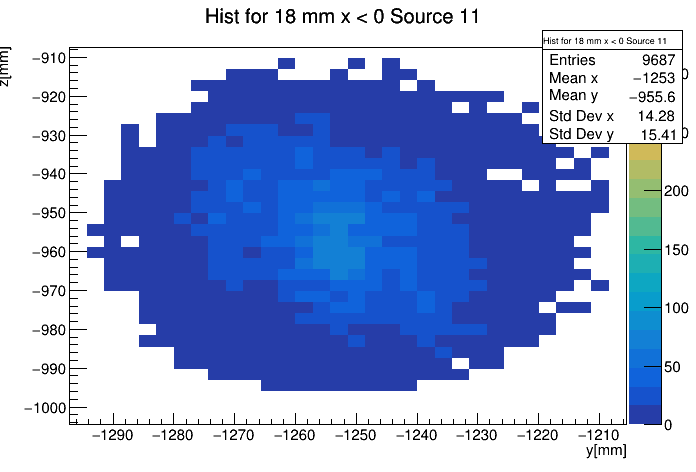 Hist for 18 mm x < 0 Source 11
Hist for 18 mm x < 0 Source 11
Entries 9687
Mean x −1253
Mean y −955.6
Std Dev x 14.28
Std Dev y 15.41
z[mm]
−910
−920
−930
−940
−950
−960
−970
−980
−990
−1000
−1290 −1280 −1270 −1260 −1250 −1240 −1230 −1220 −1210
y[mm]
200
150
100
50
0